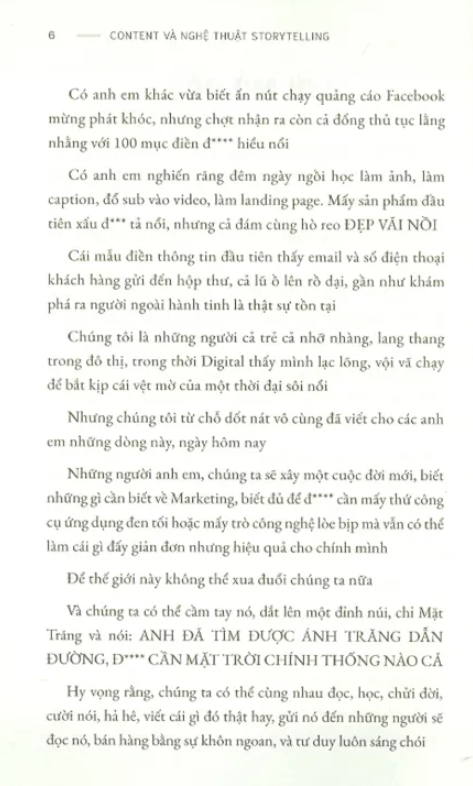 6 CONTENT VÀ NGHỆ THUẬT STORYTELLING
Có anh em khác vừa biết ấn nút chạy quảng cáo Facebook
mừng phát khóc, nhưng chợt nhận ra còn cả đống thủ tục lằng
nhằng với 100 mục điền đ**** hiểu nổi
Có anh em nghiến răng đêm ngày ngồi học làm ảnh, làm
caption, đổ sub vào video, làm landing page. Mấy sản phẩm đầu
tiên xấu đ*** tả nổi, nhưng cả đám cùng hò reo ĐẸP VÃI NỒI
Cái mẫu điền thông tin đầu tiên thấy email và số điện thoại
khách hàng gửi đến hộp thư, cả lũ ồ lên rồ dại, gần như khám
phá ra người ngoài hành tinh là thật sự tồn tại
Chúng tôi là những người cả trẻ cả nhỡ nhàng, lang thang
trong đô thị, trong thời Digital thấy mình lạc lõng, vội vã chạy
để bắt kịp cái vệt mờ của một thời đại sôi nổi
Nhưng chúng tôi từ chỗ dốt nát vô cùng đã viết cho các anh
em những dòng này, ngày hôm nay
Những người anh em, chúng ta sẽ xây một cuộc đời mới, biết
những gì cần biết về Marketing, biết đủ để đ**** cần mấy thứ công
cụ ứng dụng đen tối hoặc mấy trò công nghệ lòe bịp mà vẫn có thể
làm cái gì đấy giản đơn nhưng hiệu quả cho chính mình
Để thế giới này không thể xua đuổi chúng ta nữa
Và chúng ta có thể cầm tay nó, dắt lên một đỉnh núi, chỉ Mặt
Trăng và nói: ANH ĐÃ TÌM ĐƯỢC ÁNH TRĂNG DẪN
ĐƯỜNG, Đ**** CẦN MẶT TRỜI CHÍNH THỐNG NÀO CẢ
Hy vọng rằng, chúng ta có thể cùng nhau đọc, học, chửi đời,
cười nói, hả hê, viết cái gì đó thật hay, gửi nó đến những người sẽ
đọc nó, bán hàng bằng sự khôn ngoan, và tư duy luôn sáng chói